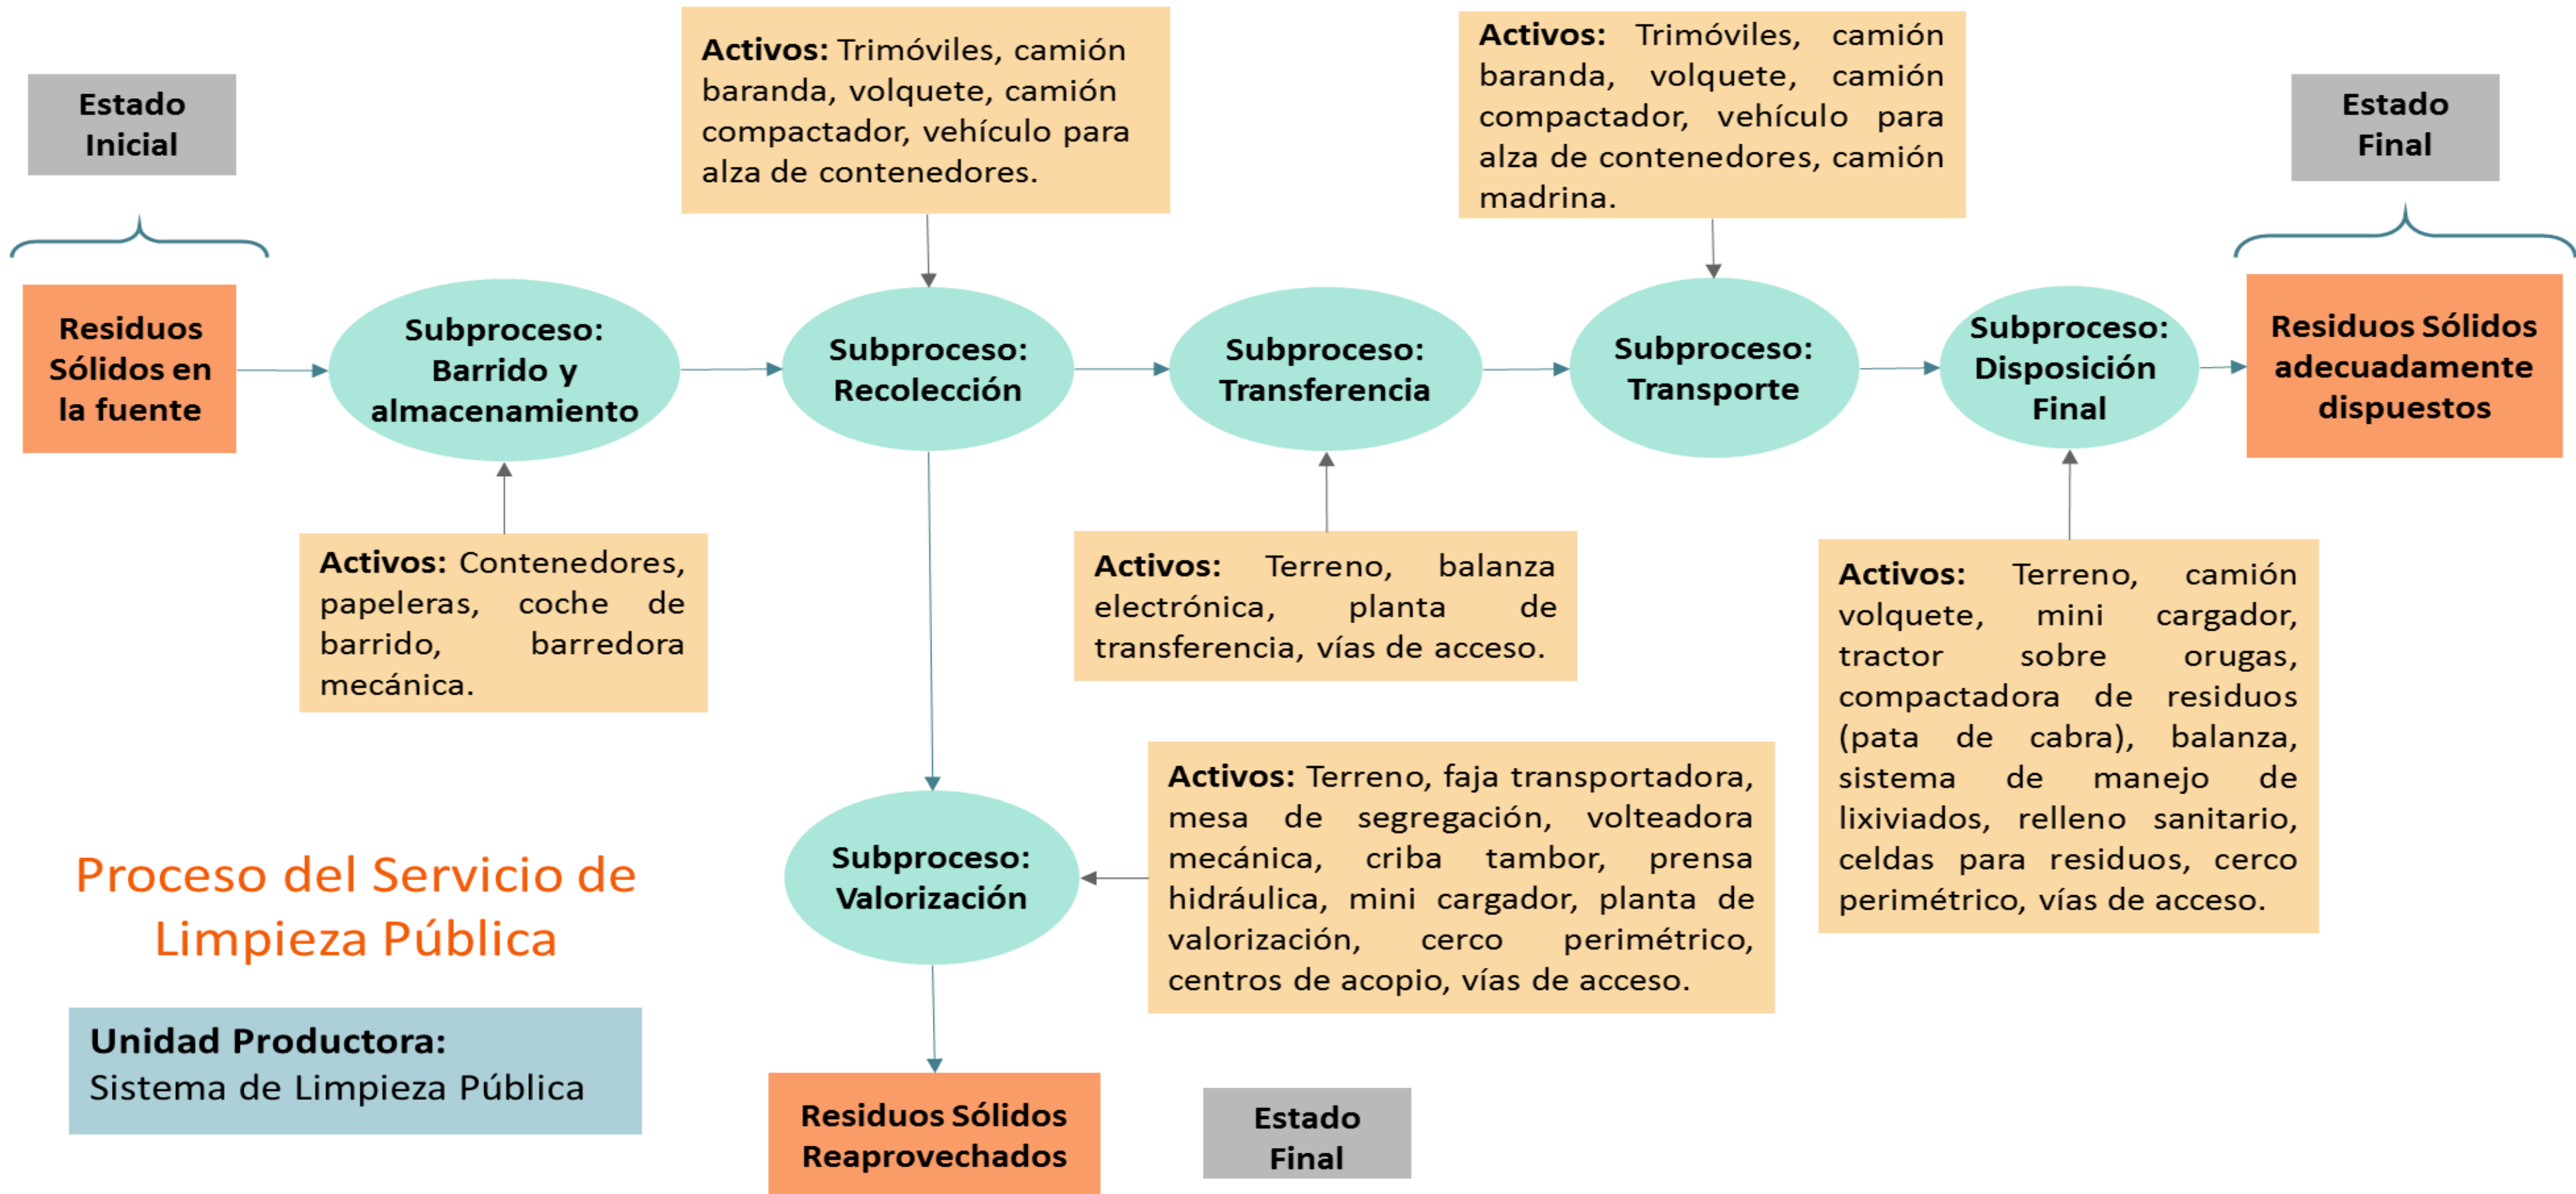 Estado
Inicial
Activos: Trimóviles, camión
baranda, volquete, camión
compactador, vehículo para
alza de contenedores.
Activos: Trimóviles, camión
baranda, volquete, camión
compactador, vehículo para
alza de contenedores, camión
madrina.
Estado
Final
Residuos
Sólidos en
la fuente
Subproceso:
Barrido y
almacenamiento
Subproceso:
Recolección
Subproceso:
Transferencia
Subproceso:
Transporte
Subproceso:
Disposición
Final
Residuos Sólidos
adecuadamente
dispuestos
Activos: Contenedores,
papeleras, coche de
barrido, barredora
mecánica.
Activos: Terreno, balanza
electrónica, planta de
transferencia, vías de acceso.
Activos: Terreno, camión
volquete, mini cargador,
tractor sobre orugas,
compactadora de residuos
(pata de cabra), balanza,
sistema de manejo de
lixiviados, relleno sanitario,
celdas para residuos, cerco
perimétrico, vías de acceso.
Subproceso:
Valorización
Activos: Terreno, faja transportadora,
mesa de segregación, volteadora
mecánica, criba tambor, prensa
hidráulica, mini cargador, planta de
valorización, cerco perimétrico,
centros de acopio, vías de acceso.
Proceso del Servicio de
Limpieza Pública
Unidad Productora:
Sistema de Limpieza Pública
Residuos Sólidos
Reaprovechados
Estado
Final